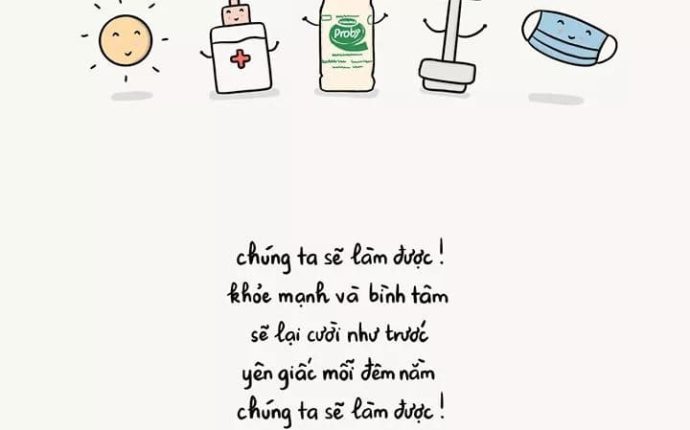 Proby
chúng ta sẽ làm được!
khỏe mạnh và bình tâm
sẽ lại cười như trước
yên giấc mỗi đêm nằm
chúng ta sẽ làm được!